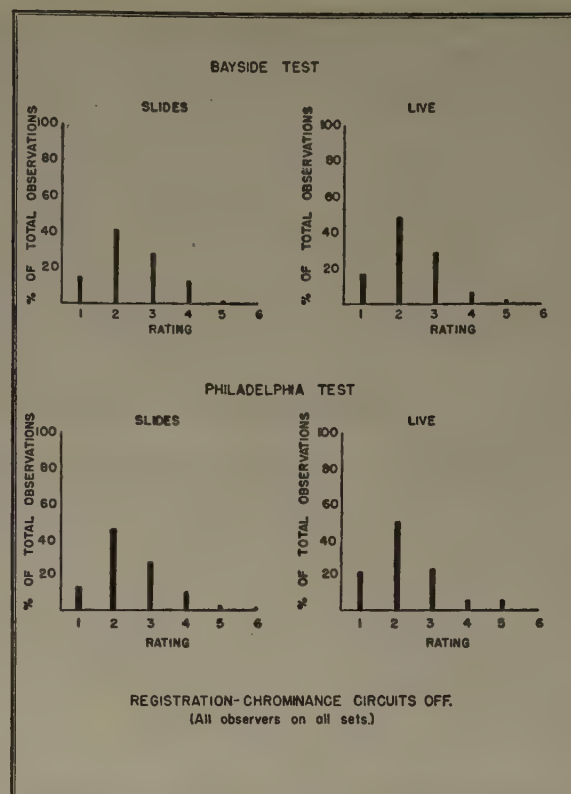 BAYSIDE TEST
SLIDES
% OF TOTAL OBSERVATIONS
100
80
60
40
20
1 2 3 4 5 6
RATING
LIVE
% OF TOTAL OBSERVATIONS
100
80
60
40
20
1 2 3 4 5 6
RATING
PHILADELPHIA TEST
SLIDES
% OF TOTAL OBSERVATIONS
100
80
60
40
20
1 2 3 4 5 6
RATING
LIVE
% OF TOTAL OBSERVATIONS
100
80
60
40
20
1 2 3 4 5 6
RATING
REGISTRATION-CHROMINANCE CIRCUITS OFF.
(All observers on all sets.)